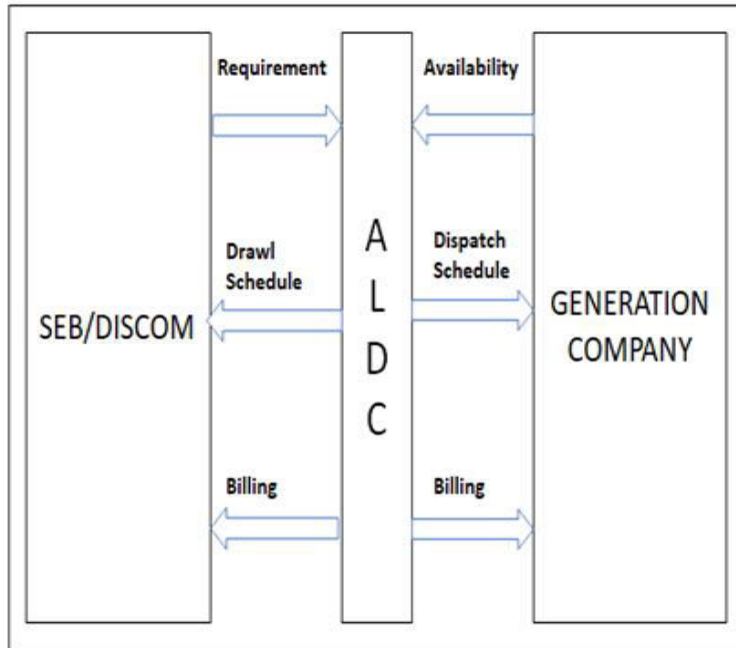 Requirement
Availability
A
L
D
C
Drawl
Schedule
Dispatch
Schedule
SEB/DISCOM
GENERATION
COMPANY
Billing
Billing